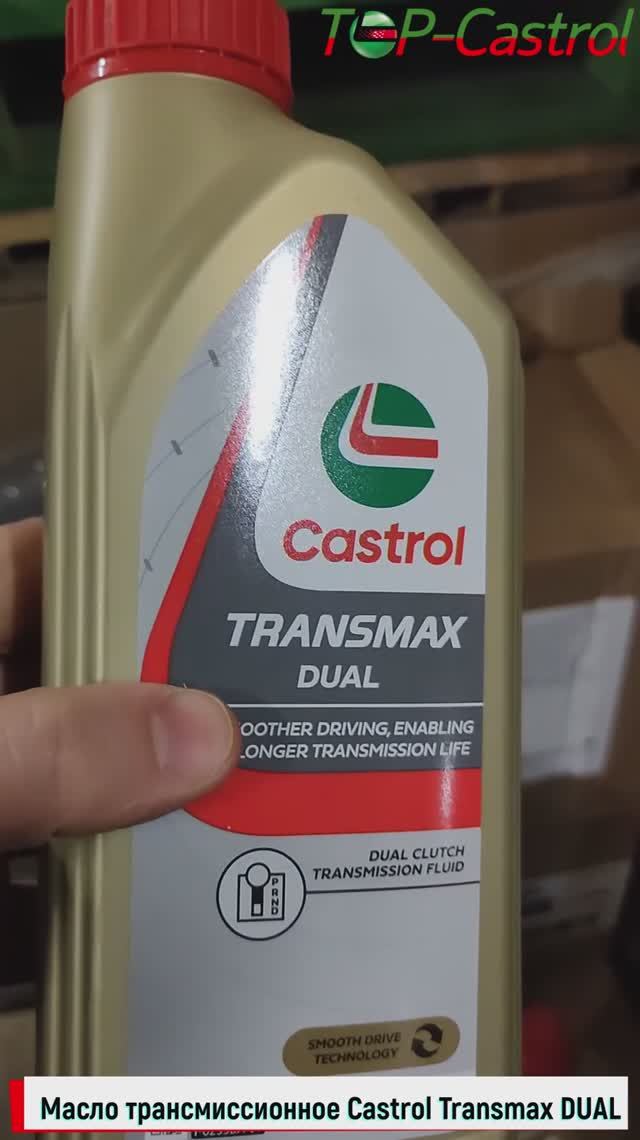 TOP-Castrol
Castrol
TRANSMAX
DUAL
DRIVING, ENABLING
LONGER TRANSMISSION LIFE
DUAL CLUTCH
TRANSMISSION FLUID
P
R
N
D
SMOOTH DRIVE
TECHNOLOGY
Масло трансмиссионное Castrol Transmax DUAL